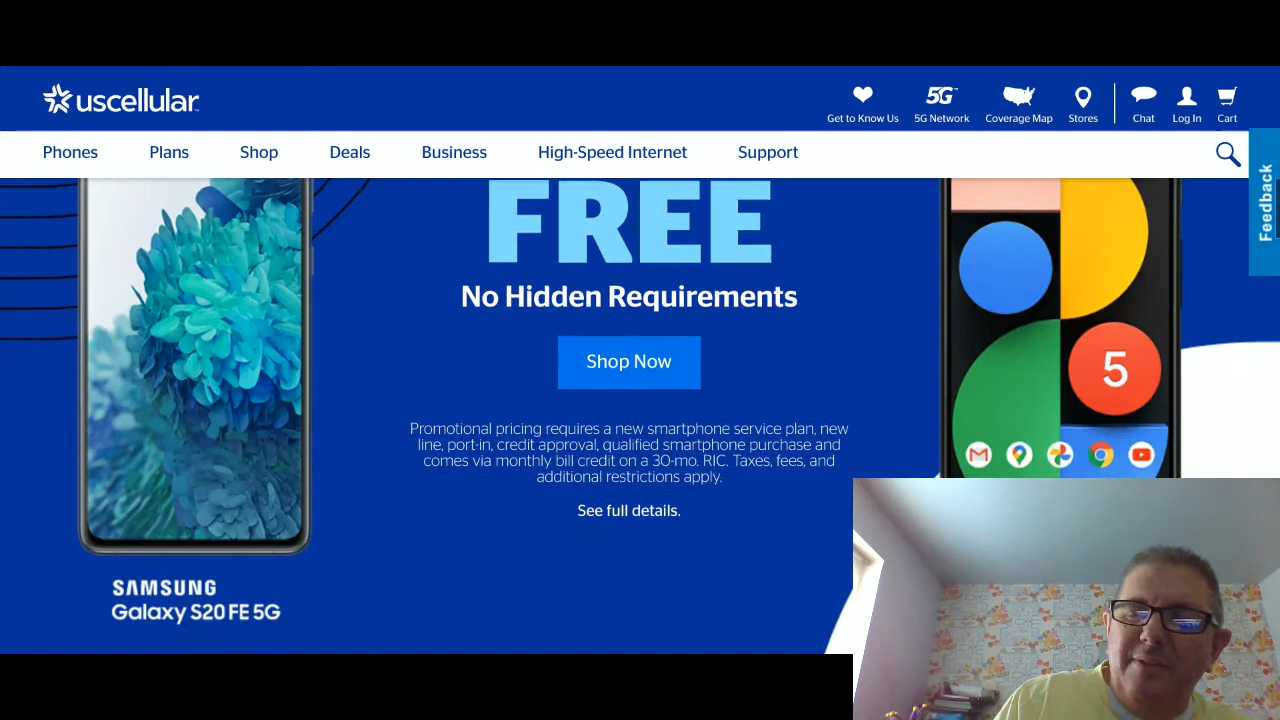 uscellular
Get to Know Us
5G Network
Coverage Map
Stores
Chat
Log In
Cart
5G
Phones
Plans
Shop
Deals
Business
High-Speed Internet
Support
Feedback
FREE
No Hidden Requirements
Shop Now
Promotional pricing requires a new smartphone service plan, new
line, port-in, credit approval, qualified smartphone purchase and
comes via monthly bill credit on a 30-mo. RIC. Taxes, fees, and
additional restrictions apply.
See full details.
SAMSUNG
Galaxy S20 FE 5G
5